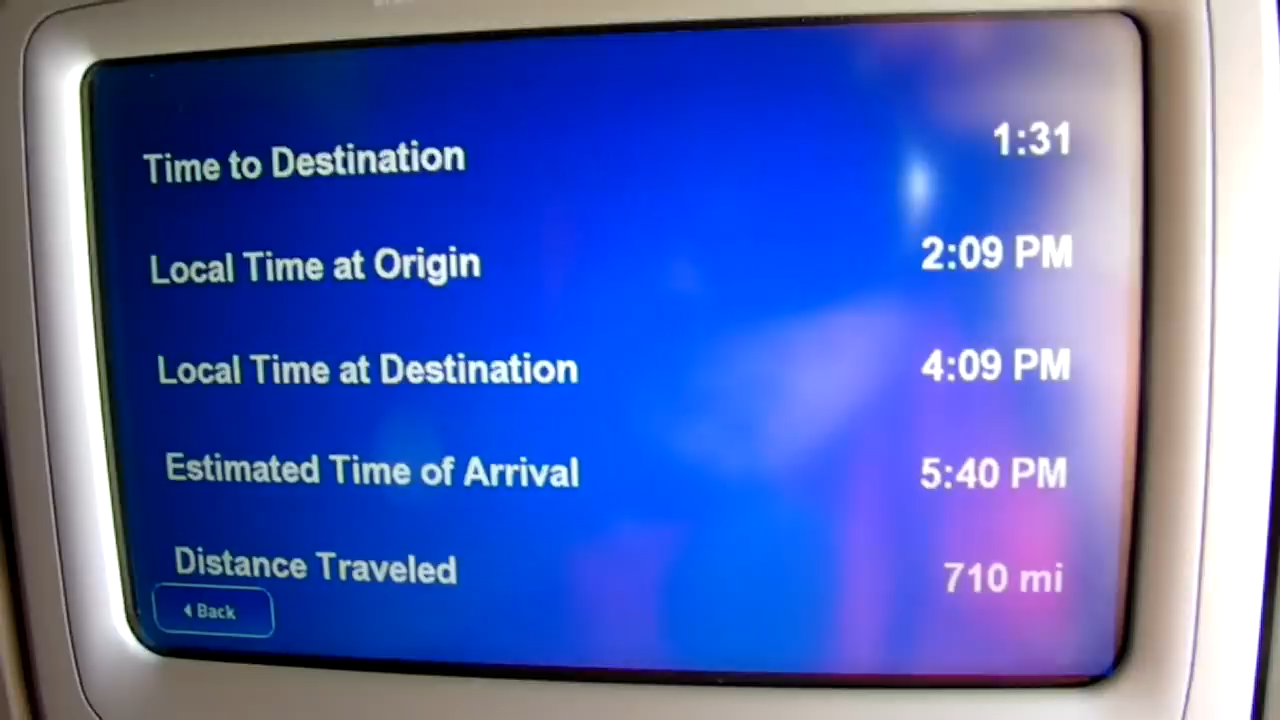 Time to Destination 1:31
Local Time at Origin 2:09 PM
Local Time at Destination 4:09 PM
Estimated Time of Arrival 5:40 PM
Distance Traveled 710 mi
Back